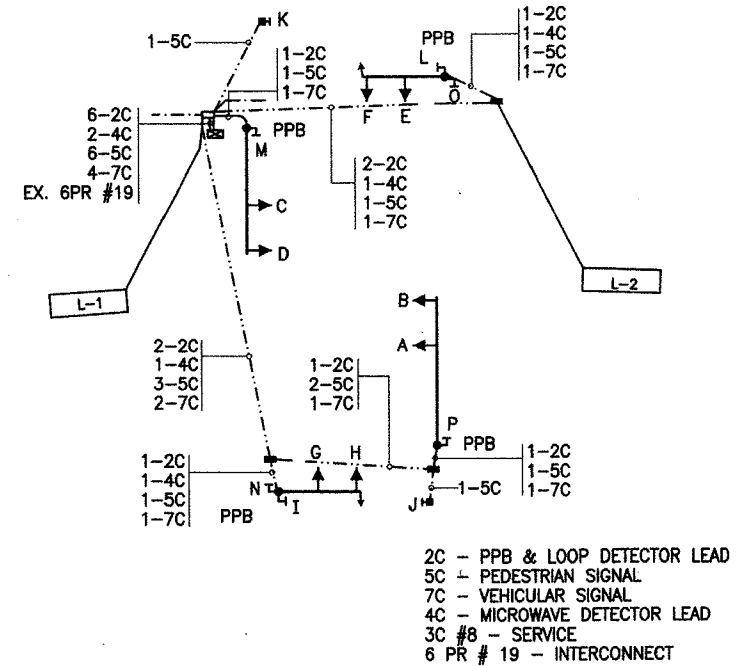 K
1-5C
1-2C
1-5C
1-7C
PPB
L
O
1-2C
1-4C
1-5C
1-7C
F
E
6-2C
2-4C
6-5C
4-7C
EX. 6PR #19
PPB
M
C
D
2-2C
1-4C
1-5C
1-7C
L-1
L-2
B
A
2-2C
1-4C
3-5C
2-7C
1-2C
2-5C
1-7C
P
PPB
1-2C
1-5C
1-7C
G
H
1-2C
1-4C
1-5C
1-7C
N
I
PPB
1-5C
J
2C - PPB & LOOP DETECTOR LEAD
5C - PEDESTRIAN SIGNAL
7C - VEHICULAR SIGNAL
4C - MICROWAVE DETECTOR LEAD
3C #8 - SERVICE
6 PR # 19 - INTERCONNECT